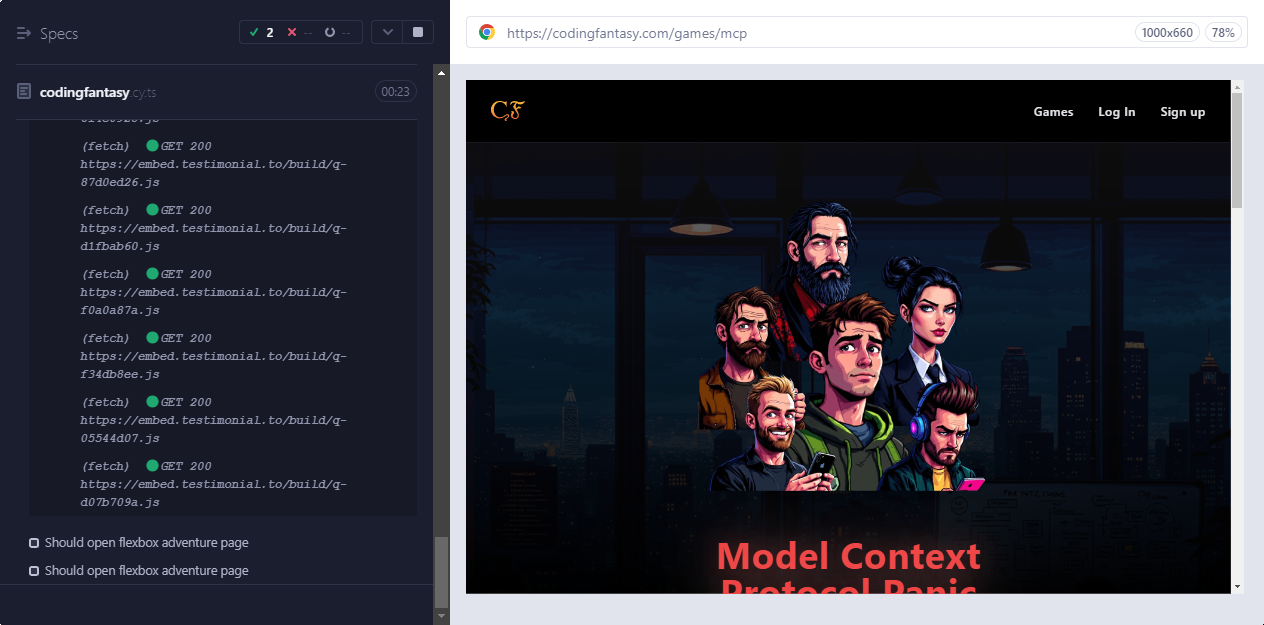 Specs
2
--
--
codingfantasy.cy.ts
00:23
(fetch) GET 200
https://embed.testimonial.to/build/q-
87d0ed26.js
(fetch) GET 200
https://embed.testimonial.to/build/q-
d1fbab60.js
(fetch) GET 200
https://embed.testimonial.to/build/q-
f0a0a87a.js
(fetch) GET 200
https://embed.testimonial.to/build/q-
f34db8ee.js
(fetch) GET 200
https://embed.testimonial.to/build/q-
05544d07.js
(fetch) GET 200
https://embed.testimonial.to/build/q-
d07b709a.js
Should open flexbox adventure page
Should open flexbox adventure page
https://codingfantasy.com/games/mcp
1000x660
78%
CF
Games
Log In
Sign up
Model Context
Protocol Panic